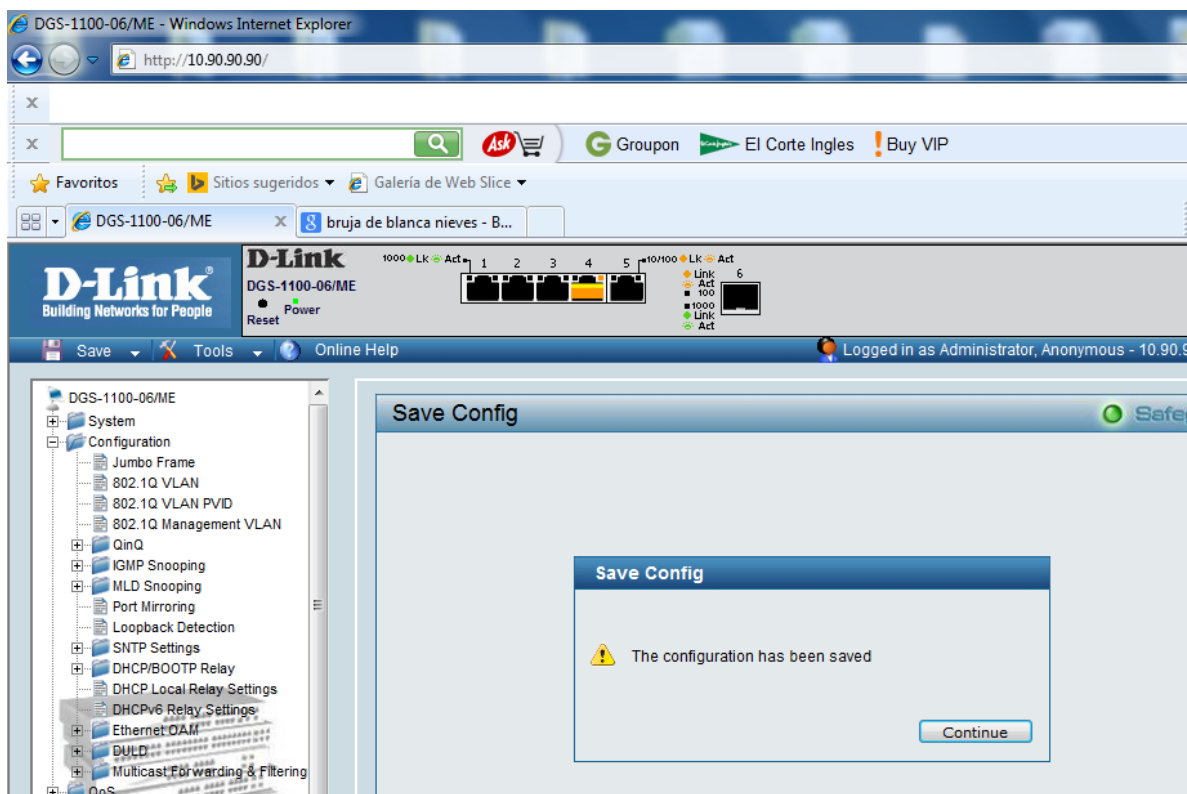 DGS-1100-06/ME - Windows Internet Explorer
http://10.90.90.90/
x
x Ask Groupon El Corte Ingles Buy VIP
Favoritos Sitios sugeridos Galería de Web Slice
DGS-1100-06/ME x bruja de blanca nieves - B...
D-Link
Building Networks for People
D-Link
DGS-1100-06/ME
Power
Reset
1000 Lk Act 1 2 3 4 5 10/100 Lk Act
Link 6
Act
100
1000
Link
Act
Save Tools Online Help Logged in as Administrator, Anonymous - 10.90.9
DGS-1100-06/ME
System
Configuration
Jumbo Frame
802.1Q VLAN
802.1Q VLAN PVID
802.1Q Management VLAN
QinQ
IGMP Snooping
MLD Snooping
Port Mirroring
Loopback Detection
SNTP Settings
DHCP/BOOTP Relay
DHCP Local Relay Settings
DHCPv6 Relay Settings
Ethernet OAM
DULD
Multicast Forwarding & Filtering
QoS
Save Config Safe
Save Config
The configuration has been saved
Continue